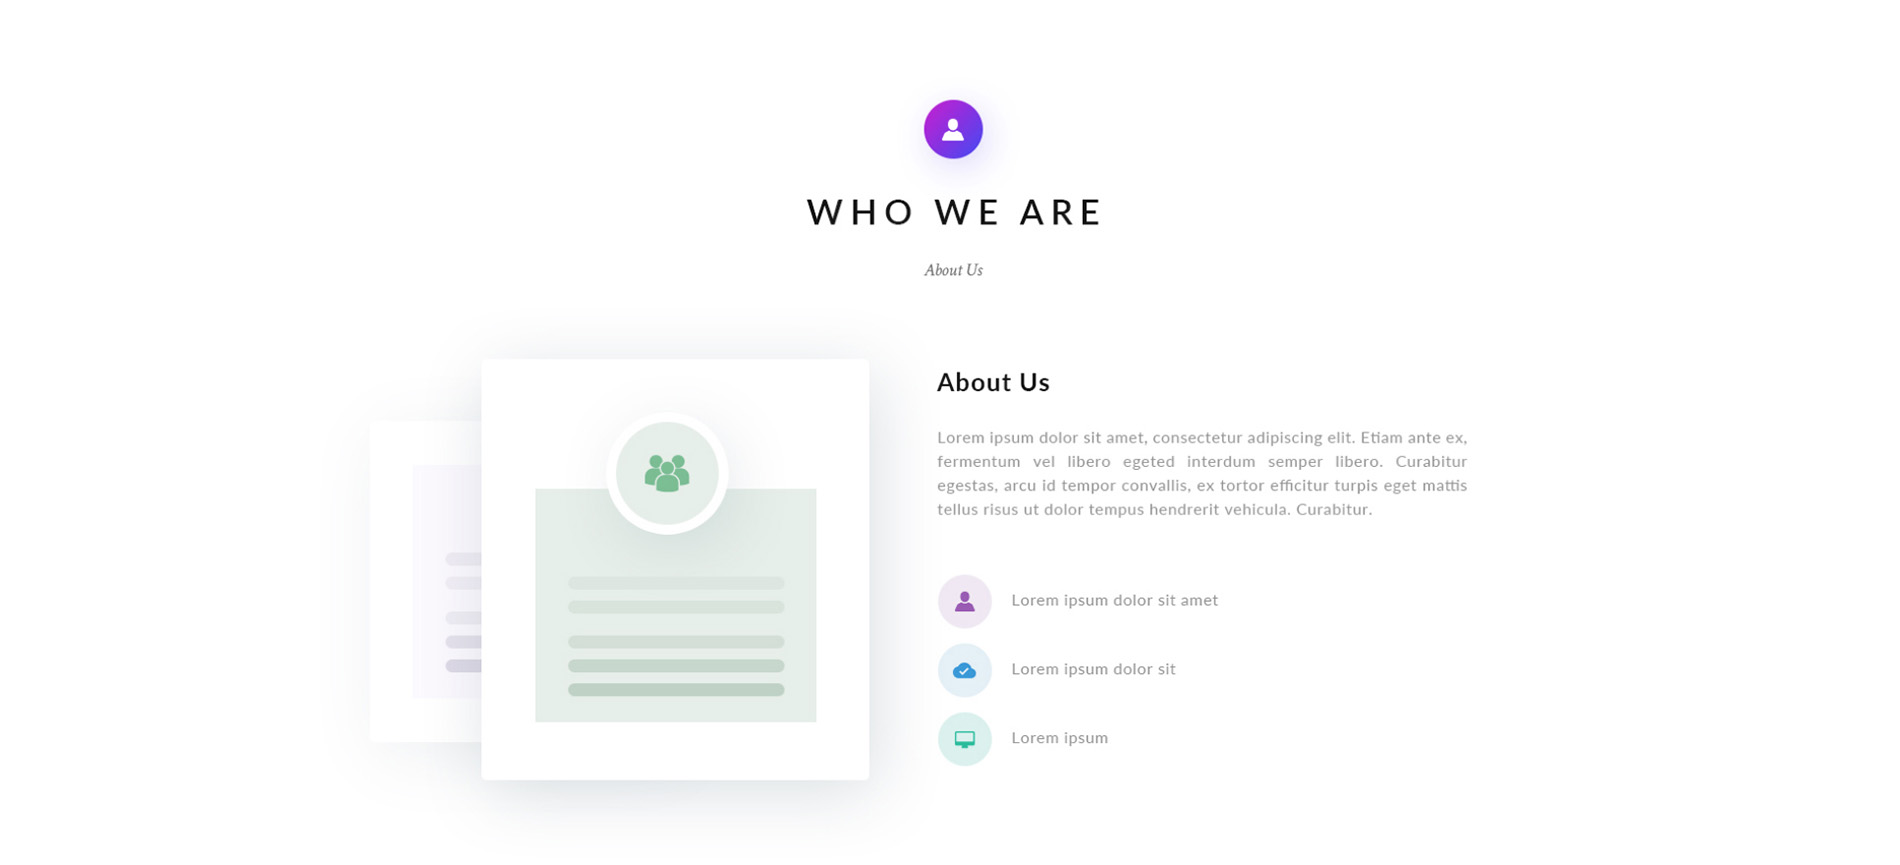 WHO WE ARE
About Us
About Us
Lorem ipsum dolor sit amet, consectetur adipiscing elit. Etiam ante ex,
fermentum vel libero egeted interdum semper libero. Curabitur
egestas, arcu id tempor convallis, ex tortor efficitur turpis eget mattis
tellus risus ut dolor tempus hendrerit vehicula. Curabitur.
Lorem ipsum dolor sit amet
Lorem ipsum dolor sit
Lorem ipsum